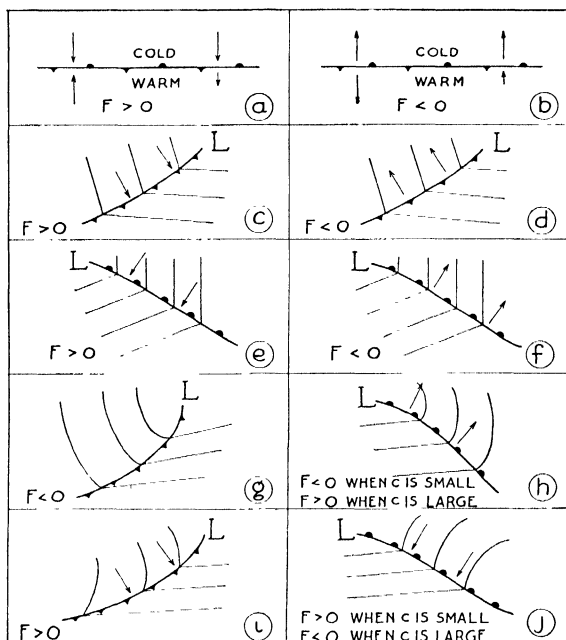 COLD
WARM
F > 0
a
COLD
WARM
F < 0
b
L
F > 0
c
L
F < 0
d
L
F > 0
e
L
F < 0
f
L
F < 0
g
L
F < 0 WHEN C IS SMALL
F > 0 WHEN C IS LARGE
h
L
F > 0
i
L
F > 0 WHEN C IS SMALL
F < 0 WHEN C IS LARGE
j